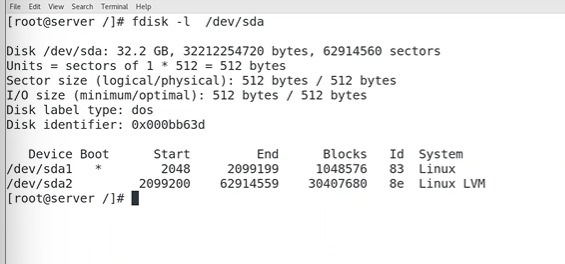 File Edit View Search Terminal Help
[root@server /]# fdisk -l  /dev/sda
Disk /dev/sda: 32.2 GB, 32212254720 bytes, 62914560 sectors
Units = sectors of 1 * 512 = 512 bytes
Sector size (logical/physical): 512 bytes / 512 bytes
I/O size (minimum/optimal): 512 bytes / 512 bytes
Disk label type: dos
Disk identifier: 0x000bb63d
   Device Boot      Start         End      Blocks   Id  System
/dev/sda1   *        2048     2099199     1048576   83  Linux
/dev/sda2         2099200    62914559    30407680   8e  Linux LVM
[root@server /]#